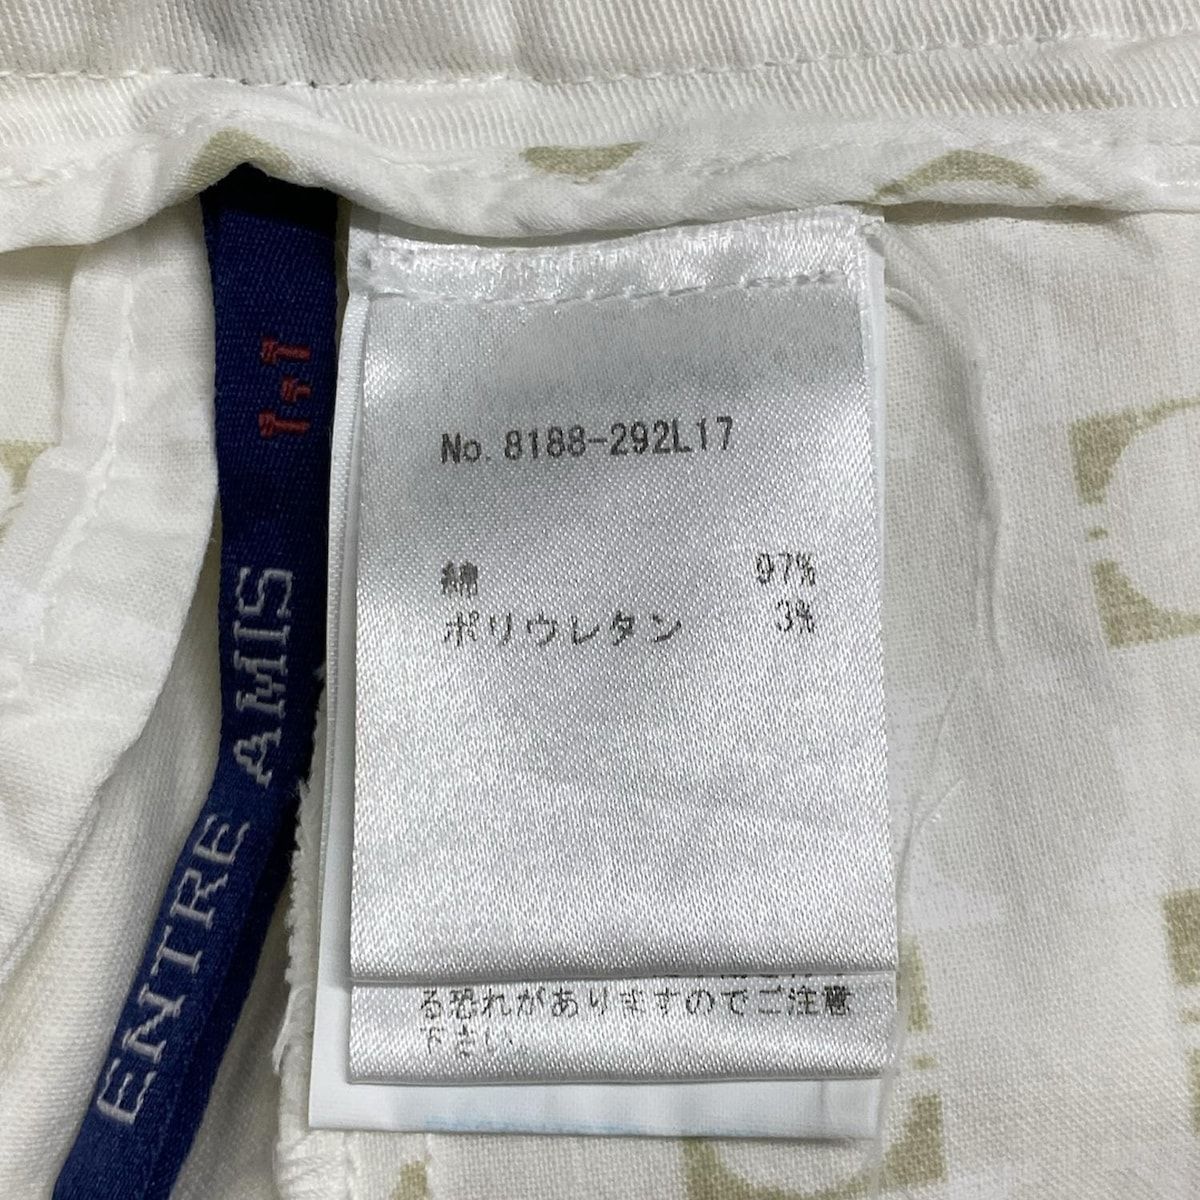 No. 8188-292L17
綿 97%
ポリウレタン 3%
る恐れがありますのでご注意
下さい。
ENTRE AMIS